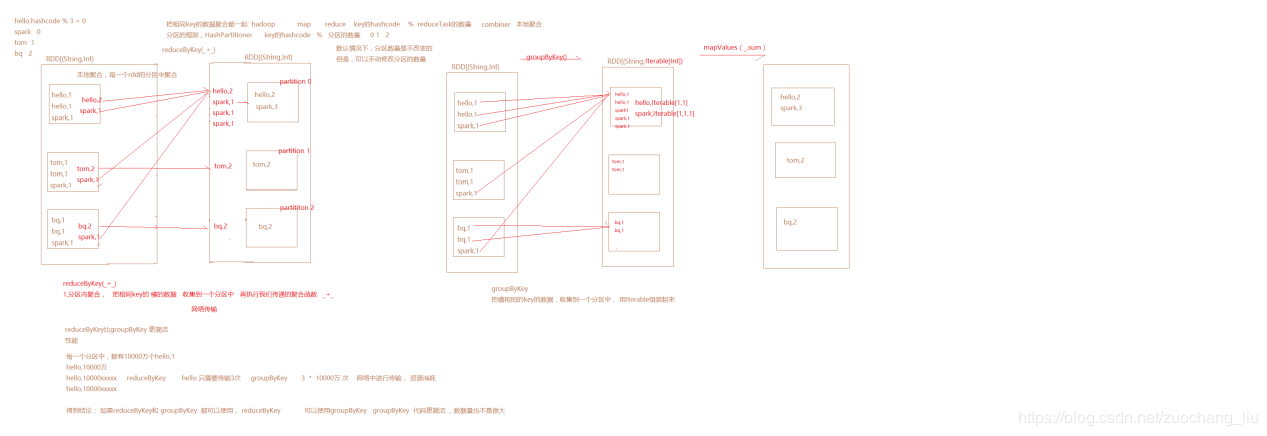 hello.hashcode % 3 = 0
spark 0
tom 1
bq 2
把相同key的数据聚合都一起 hadoop map reduce key的hashcode % reduceTask的数量 combiner 本地聚合
分区的规则，HashPartitioner key的hashcode % 分区的数量 0 1 2
reduceByKey(_+_)
默认情况下，分区数量是不改变的
但是，可以手动修改分区的数量
RDD[(String,Int)
本地聚合，每一个rdd的分区中聚合
hello,1
hello,1
spark,1
hello,2
spark,1
tom,1
tom,1
spark,1
tom,2
spark,1
bq,1
bq,1
spark,1
bq,2
spark,1
RDD[(String,Int)
partition 0
hello,2
spark,1
spark,1
spark,1
hello,2
spark,3
partition 1
tom,2
tom,2
partititon 2
bq,2
bq,2
reduceByKey(_+_)
1,分区内聚合， 把相同key的 模的数据 收集到一个分区中 再执行我们传递的聚合函数 _+_
网络传输
groupByKey()
mapValues ( _.sum )
RDD[(String,Int)
hello,1
hello,1
spark,1
tom,1
tom,1
spark,1
bq,1
bq,1
spark,1
RDD[(String,Iterable[Int])
hello,1
hello,1
spark1
spark,1
spark,1
hello,Iterable[1,1]
spark,Iterable[1,1,1]
tom,1
tom,1
bq,1
bq,1
hello,2
spark,3
tom,2
bq,2
groupByKey
把模相同的key的数据，收集到一个分区中， 用Iterable组装起来
reduceByKey比groupByKey 更简洁
性能
每一个分区中，都有10000万个hello,1
hello,10000万
hello,10000xxxxx reduceByKey hello 只需要传输3次 groupByKey 3 * 10000万 次 网络中进行传输， 资源消耗
hello,10000xxxxx
得到结论： 如果reduceByKey和 groupByKey 都可以使用， reduceByKey 可以使用groupByKey groupByKey 代码更简洁 ，数据量也不是很大
https://blog.csdn.net/zuochang_liu